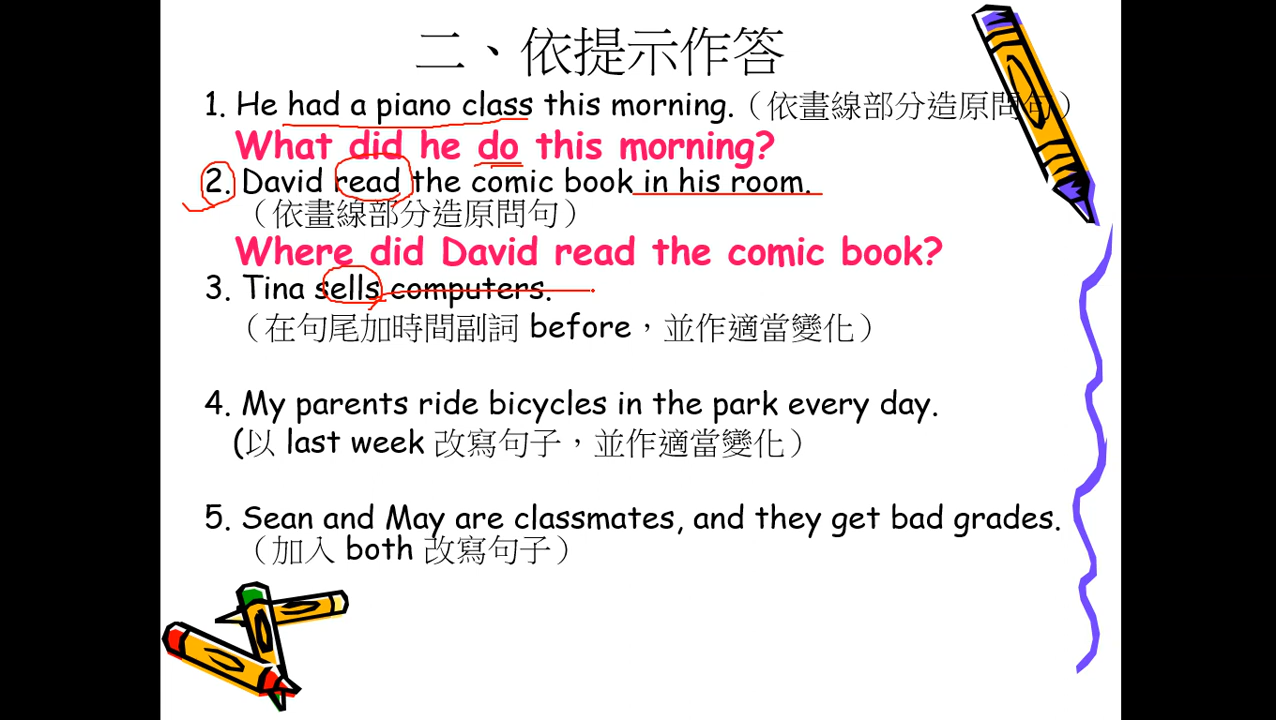 二、依提示作答
1. He had a piano class this morning.（依畫線部分造原問句）
What did he do this morning?
2. David read the comic book in his room.
（依畫線部分造原問句）
Where did David read the comic book?
3. Tina sells computers.
（在句尾加時間副詞 before，並作適當變化）
4. My parents ride bicycles in the park every day.
(以 last week 改寫句子，並作適當變化）
5. Sean and May are classmates, and they get bad grades.
（加入 both 改寫句子）